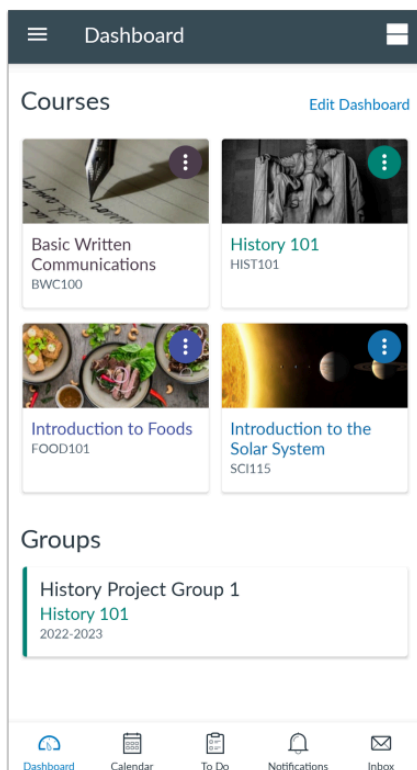 Dashboard
Courses
Edit Dashboard
Basic Written
Communications
BWC100
History 101
HIST101
Introduction to Foods
FOOD101
Introduction to the
Solar System
SCI115
Groups
History Project Group 1
History 101
2022-2023
Dashboard
Calendar
To Do
Notifications
Inbox